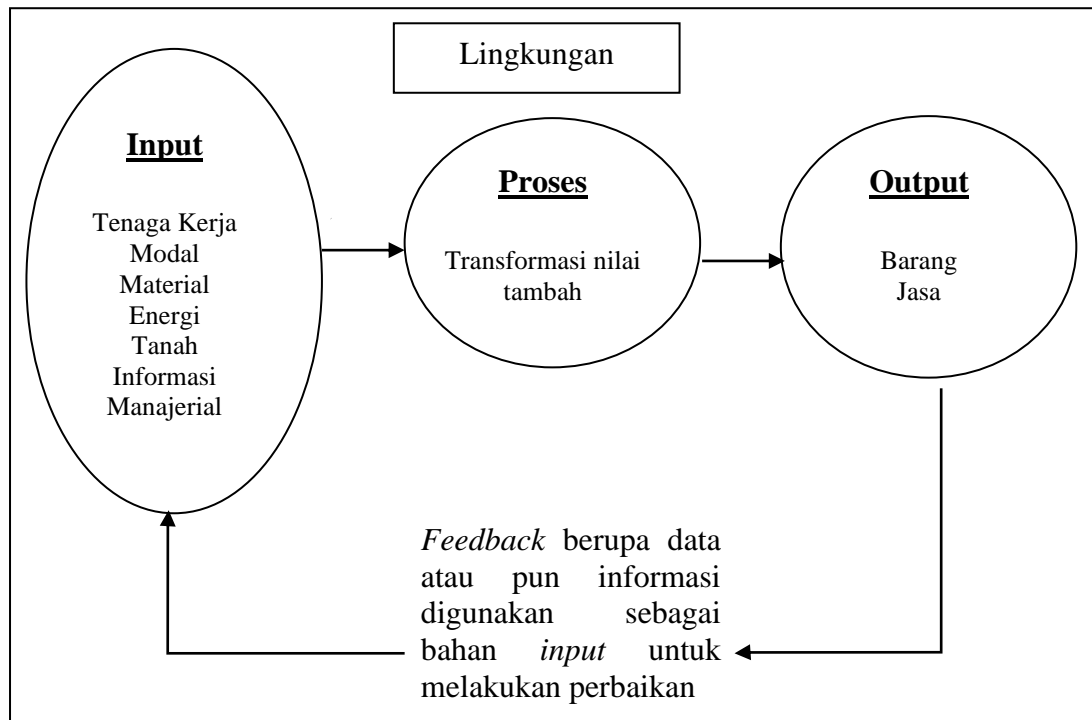 Lingkungan
Input
Tenaga Kerja
Modal
Material
Energi
Tanah
Informasi
Manajerial
Proses
Transformasi nilai
tambah
Output
Barang
Jasa
Feedback berupa data
atau pun informasi
digunakan sebagai
bahan input untuk
melakukan perbaikan